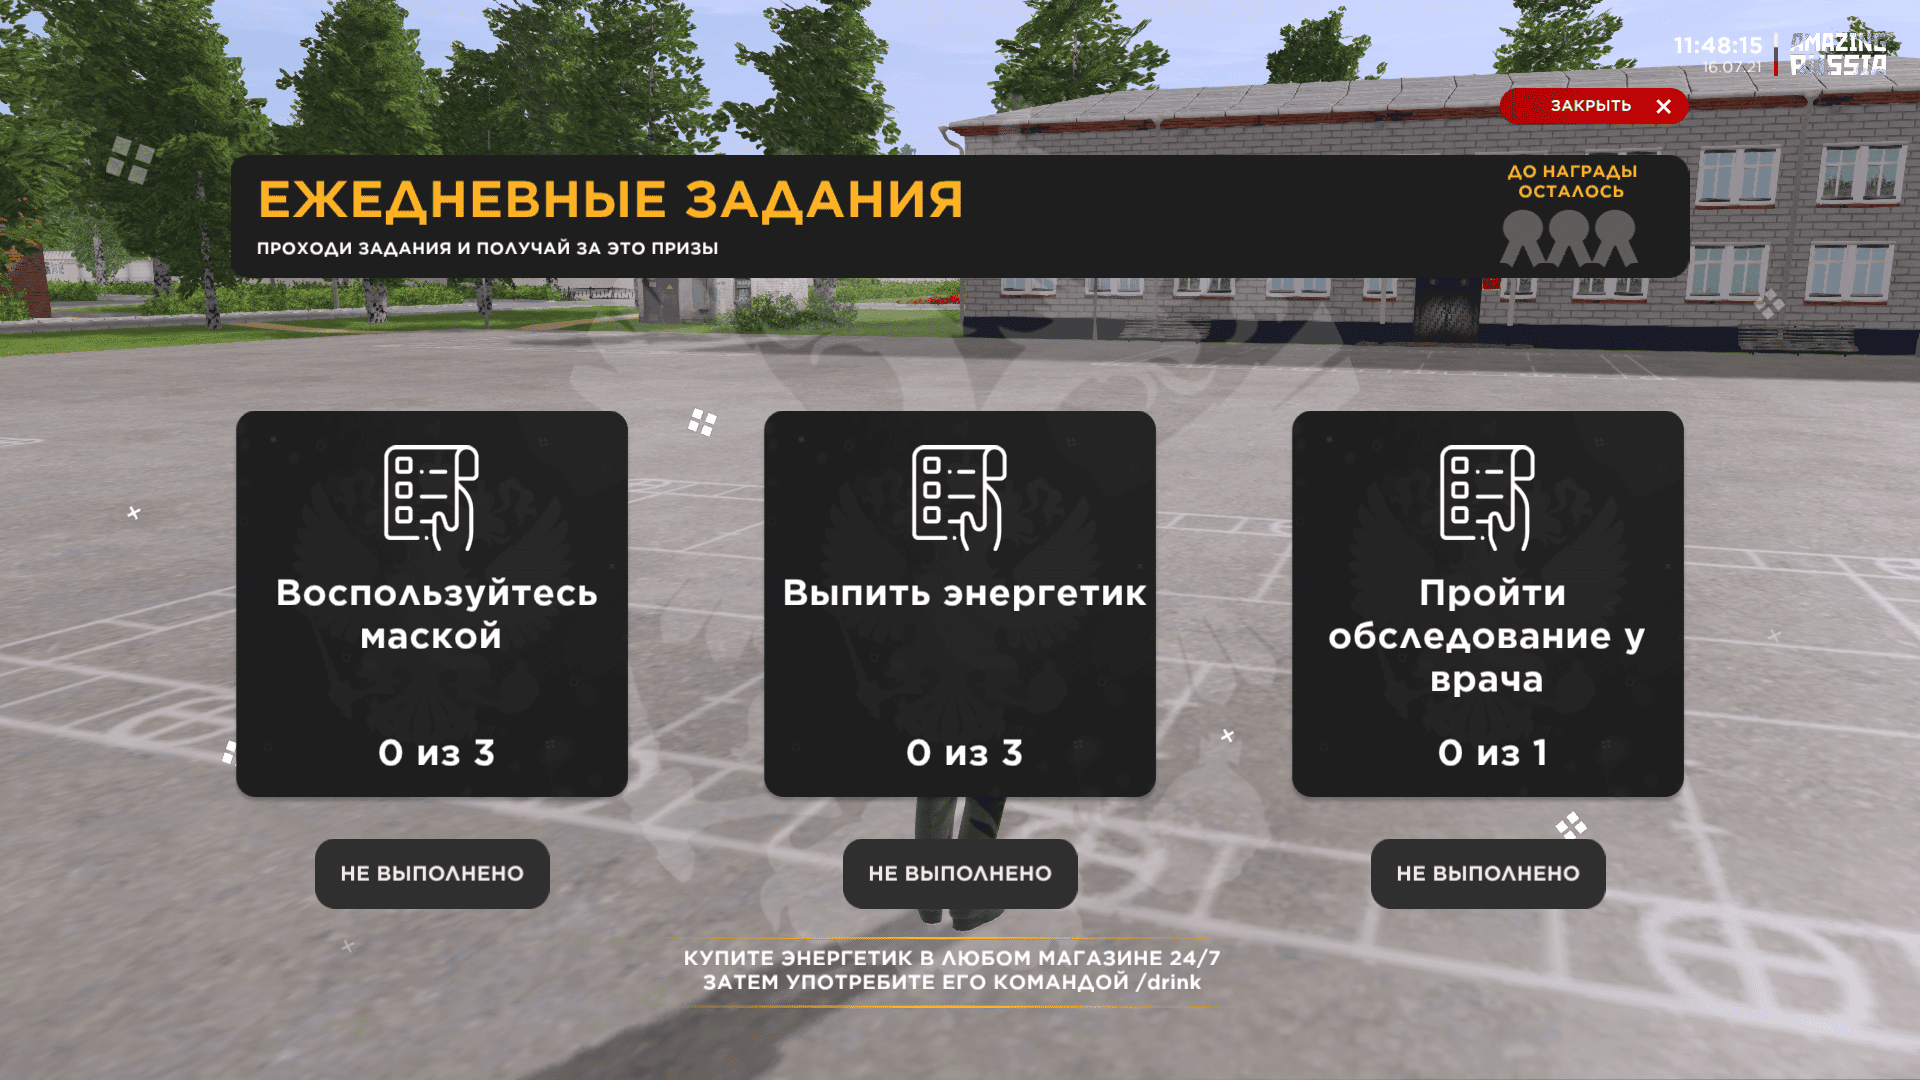 11:48:15
16.07.21
AMAZING
RUSSIA
ЗАКРЫТЬ
ЕЖЕДНЕВНЫЕ ЗАДАНИЯ
ПРОХОДИ ЗАДАНИЯ И ПОЛУЧАЙ ЗА ЭТО ПРИЗЫ
ДО НАГРАДЫ
ОСТАЛОСЬ
Воспользуйтесь
маской
0 из 3
НЕ ВЫПОЛНЕНО
Выпить энергетик
0 из 3
НЕ ВЫПОЛНЕНО
Пройти
обследование у
врача
0 из 1
НЕ ВЫПОЛНЕНО
КУПИТЕ ЭНЕРГЕТИК В ЛЮБОМ МАГАЗИНЕ 24/7
ЗАТЕМ УПОТРЕБИТЕ ЕГО КОМАНДОЙ /drink